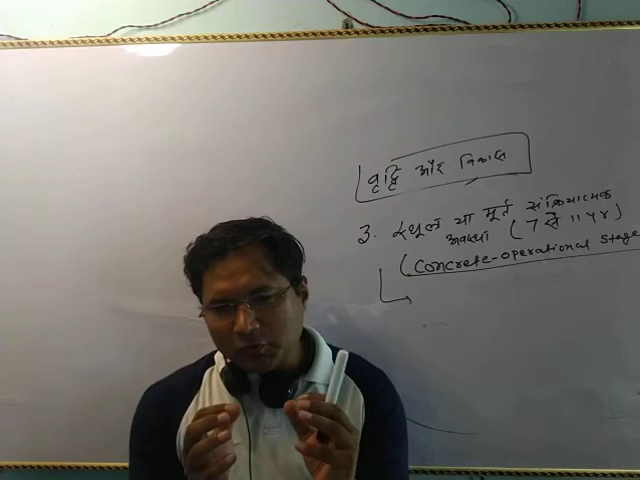 वृद्धि और विकास
3. स्थूल या मूर्त संक्रियात्मक
अवस्था (7 से 11 yr)
(Concrete-operational stage